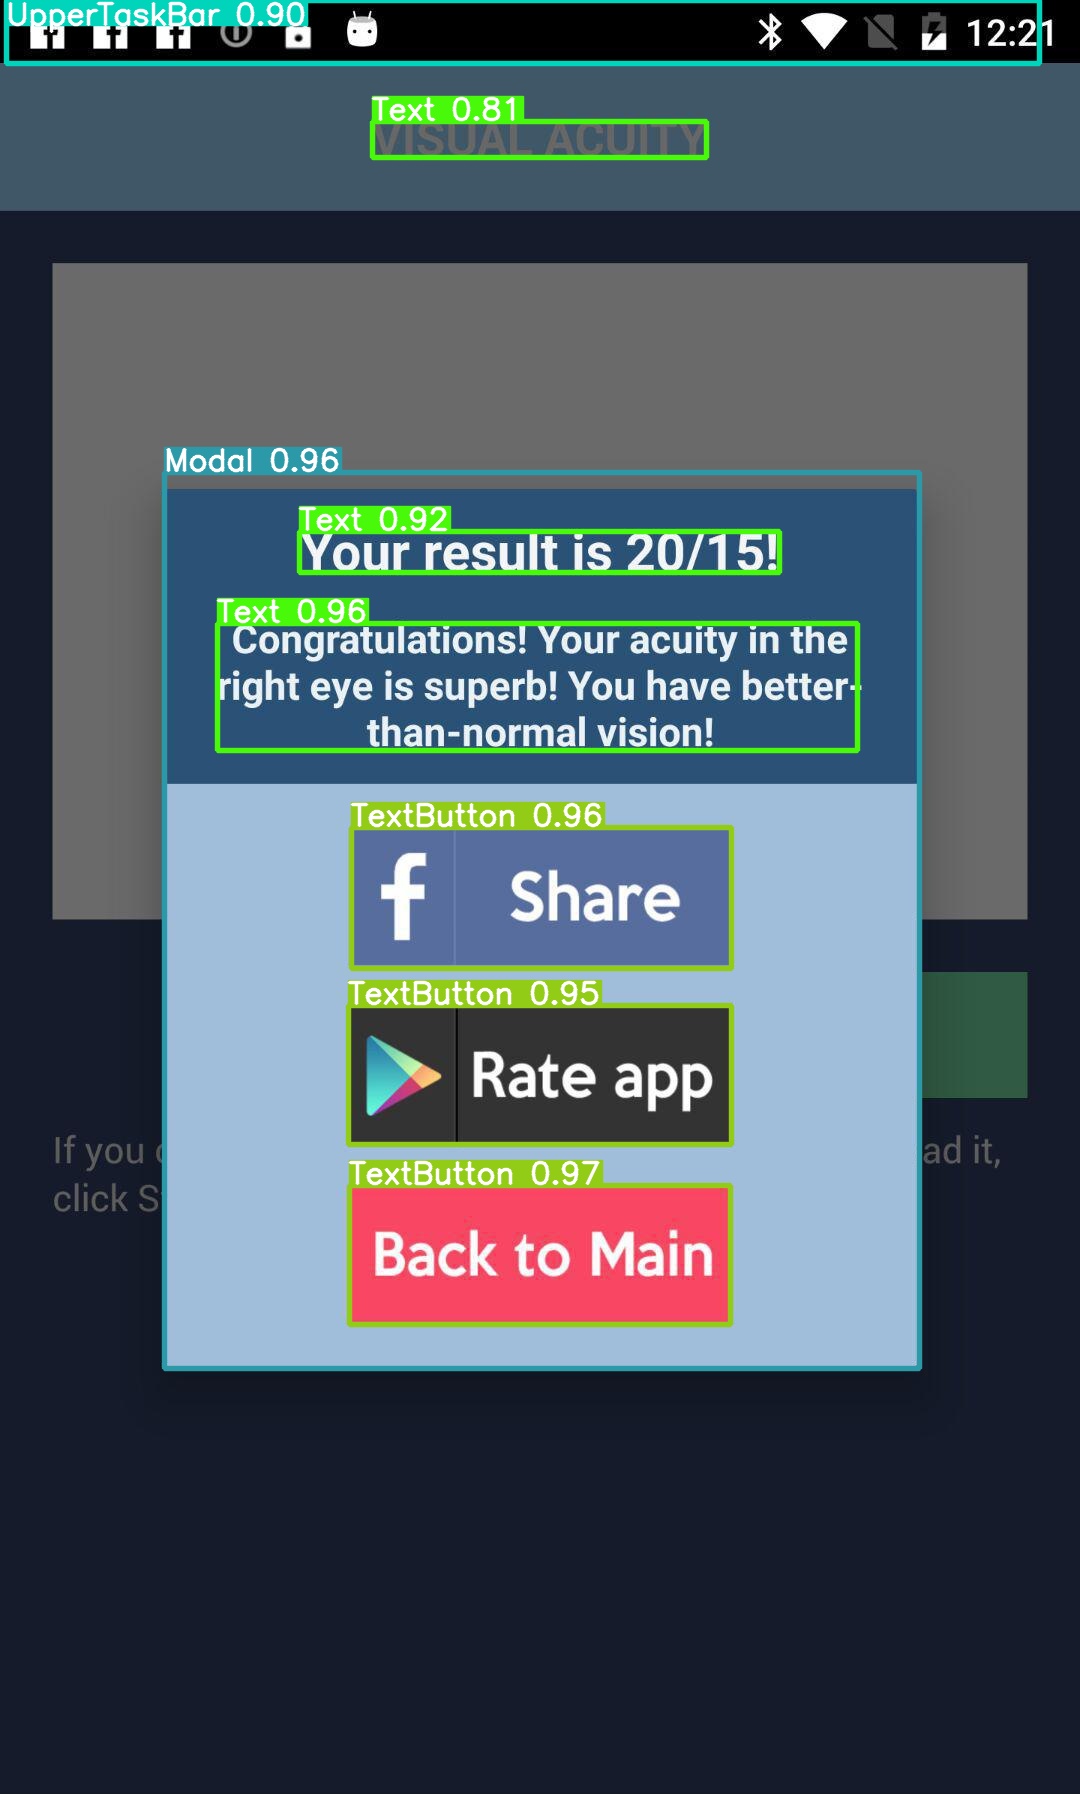 UpperTaskBar 0.90
12:21
Text 0.81
VISUAL ACUITY
Modal 0.96
Text 0.92
Your result is 20/15!
Text 0.96
Congratulations! Your acuity in the
right eye is superb! You have better-
than-normal vision!
TextButton 0.96
f Share
TextButton 0.95
Rate app
If you
ad it,
click S
TextButton 0.97
Back to Main